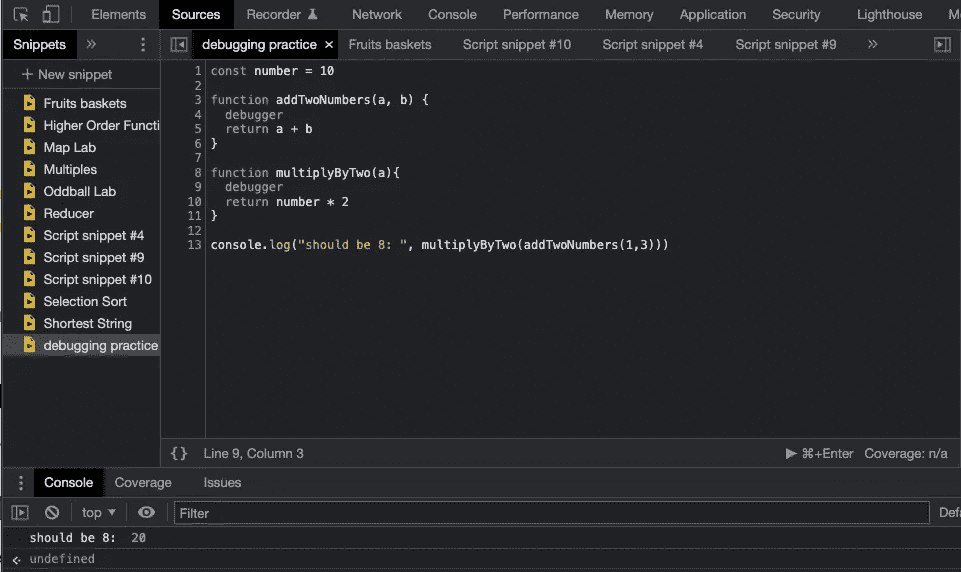 Elements Sources Recorder Network Console Performance Memory Application Security Lighthouse M
Snippets » debugging practice × Fruits baskets Script snippet #10 Script snippet #4 Script snippet #9 »
+ New snippet
Fruits baskets
Higher Order Functi
Map Lab
Multiples
Oddball Lab
Reducer
Script snippet #4
Script snippet #9
Script snippet #10
Selection Sort
Shortest String
debugging practice
1 const number = 10
2
3 function addTwoNumbers(a, b) {
4 debugger
5 return a + b
6 }
7
8 function multiplyByTwo(a){
9 debugger
10 return number * 2
11 }
12
13 console.log("should be 8: ", multiplyByTwo(addTwoNumbers(1,3)))
{} Line 9, Column 3 ⌘+Enter Coverage: n/a
Console Coverage Issues
top ▼ Filter Defa
should be 8: 20
undefined